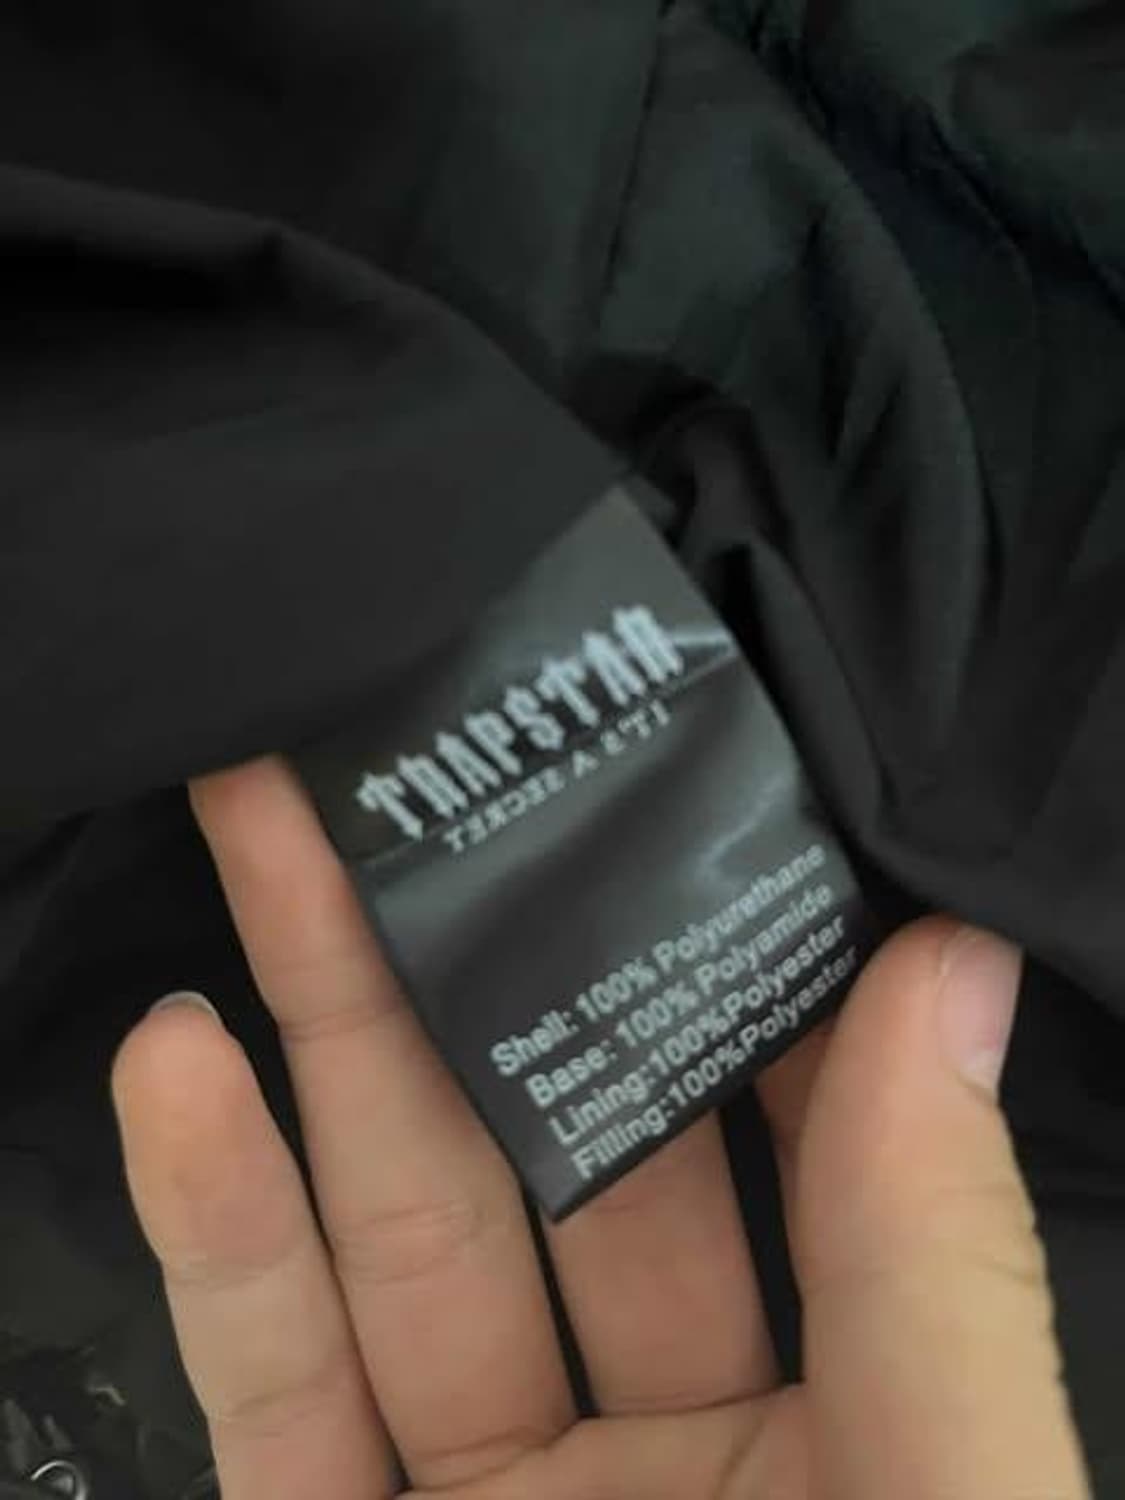 TRAPSTAR
IT'S A SECRET
Shell: 100% Polyurethane
Base: 100% Polyamide
Lining:100%Polyester
Filling:100%Polyester